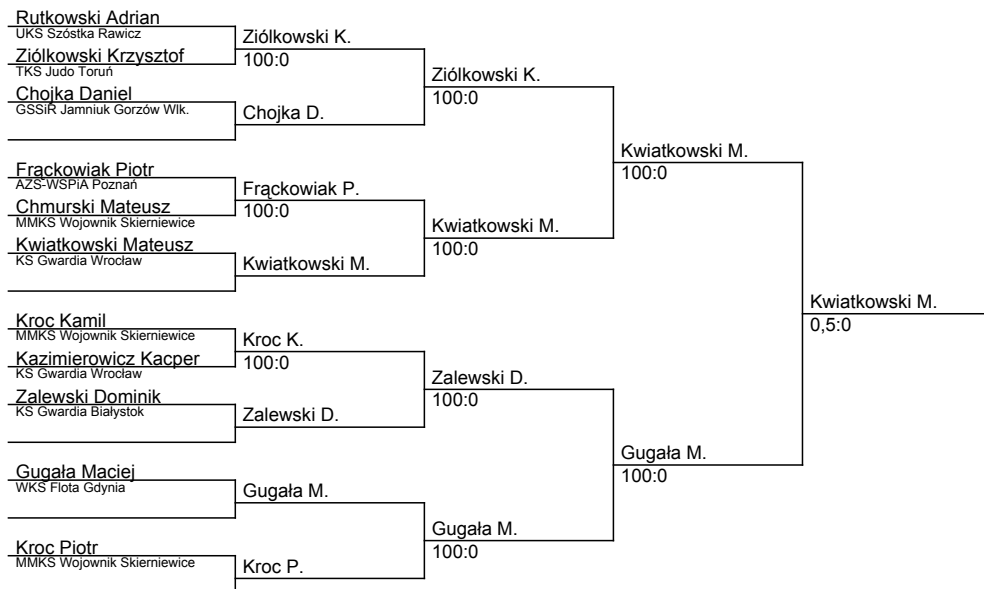 Rutkowski Adrian
UKS Szóstka Rawicz
Ziólkowski Krzysztof
TKS Judo Toruń
Chojka Daniel
GSSiR Jamniuk Gorzów Wlk.
Frąckowiak Piotr
AZS-WSPiA Poznań
Chmurski Mateusz
MMKS Wojownik Skierniewice
Kwiatkowski Mateusz
KS Gwardia Wrocław
Kroc Kamil
MMKS Wojownik Skierniewice
Kazimierowicz Kacper
KS Gwardia Wrocław
Zalewski Dominik
KS Gwardia Białystok
Gugała Maciej
WKS Flota Gdynia
Kroc Piotr
MMKS Wojownik Skierniewice
Ziólkowski K.
100:0
Chojka D.
Frąckowiak P.
100:0
Kwiatkowski M.
Kroc K.
100:0
Zalewski D.
Gugała M.
Kroc P.
Ziólkowski K.
100:0
Kwiatkowski M.
100:0
Zalewski D.
100:0
Gugała M.
100:0
Kwiatkowski M.
100:0
Gugała M.
100:0
Kwiatkowski M.
0,5:0